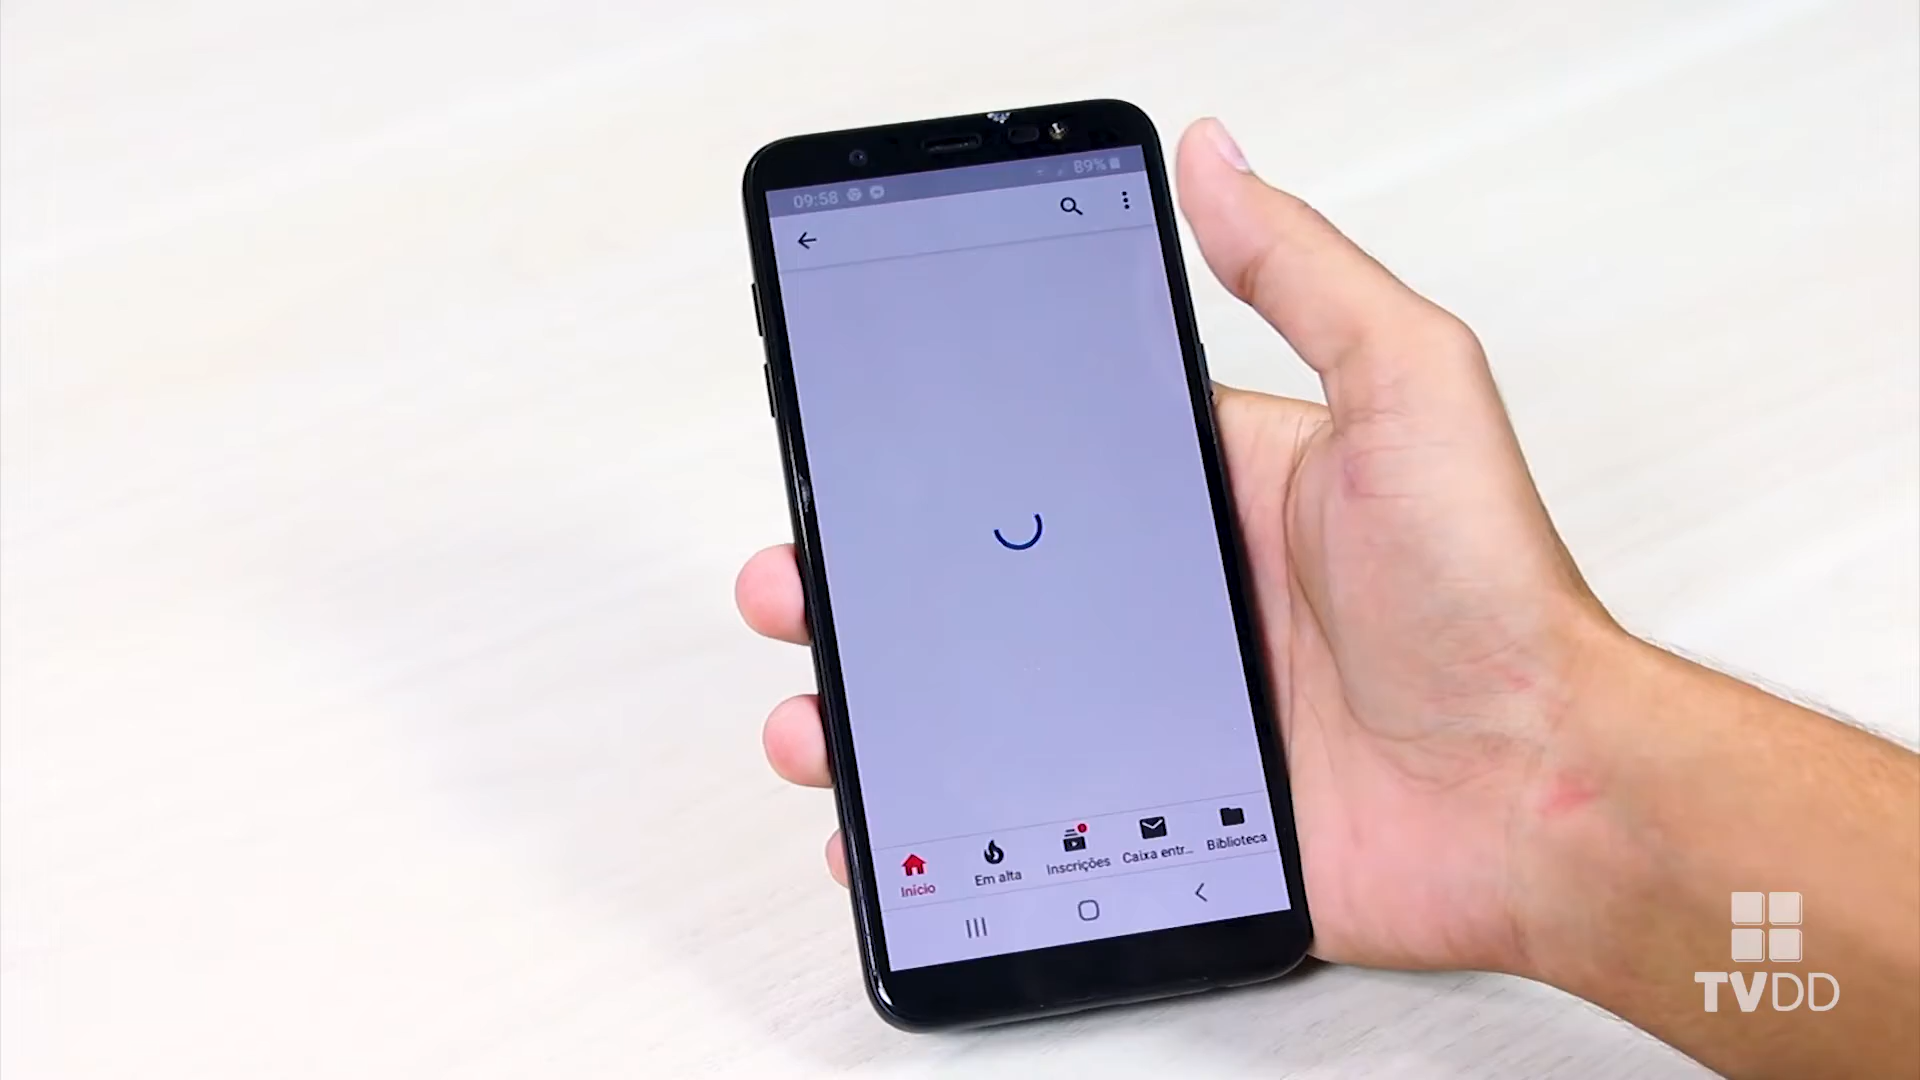 09:58
89%
Início
Em alta
Inscrições
Caixa entr...
Biblioteca
TVDD